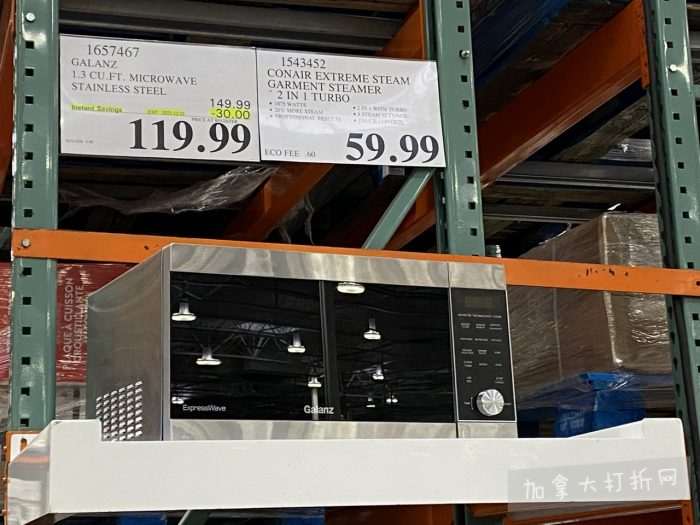 1657467
GALANZ
1.3 CU.FT. MICROWAVE
STAINLESS STEEL
149.99
Instant Savings
-30.00
119.99
1543452
CONAIR EXTREME STEAM
GARMENT STEAMER
2 IN 1 TURBO
ECO FEE .60
59.99
PLAQUE À CUISSON
ExpressWave
Galanz
加拿大打折网